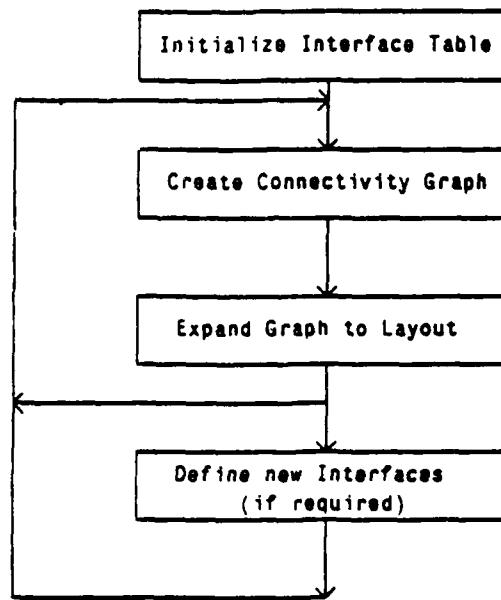 Initialize Interface Table
Create Connectivity Graph
Expand Graph to Layout
Define new Interfaces
(if required)